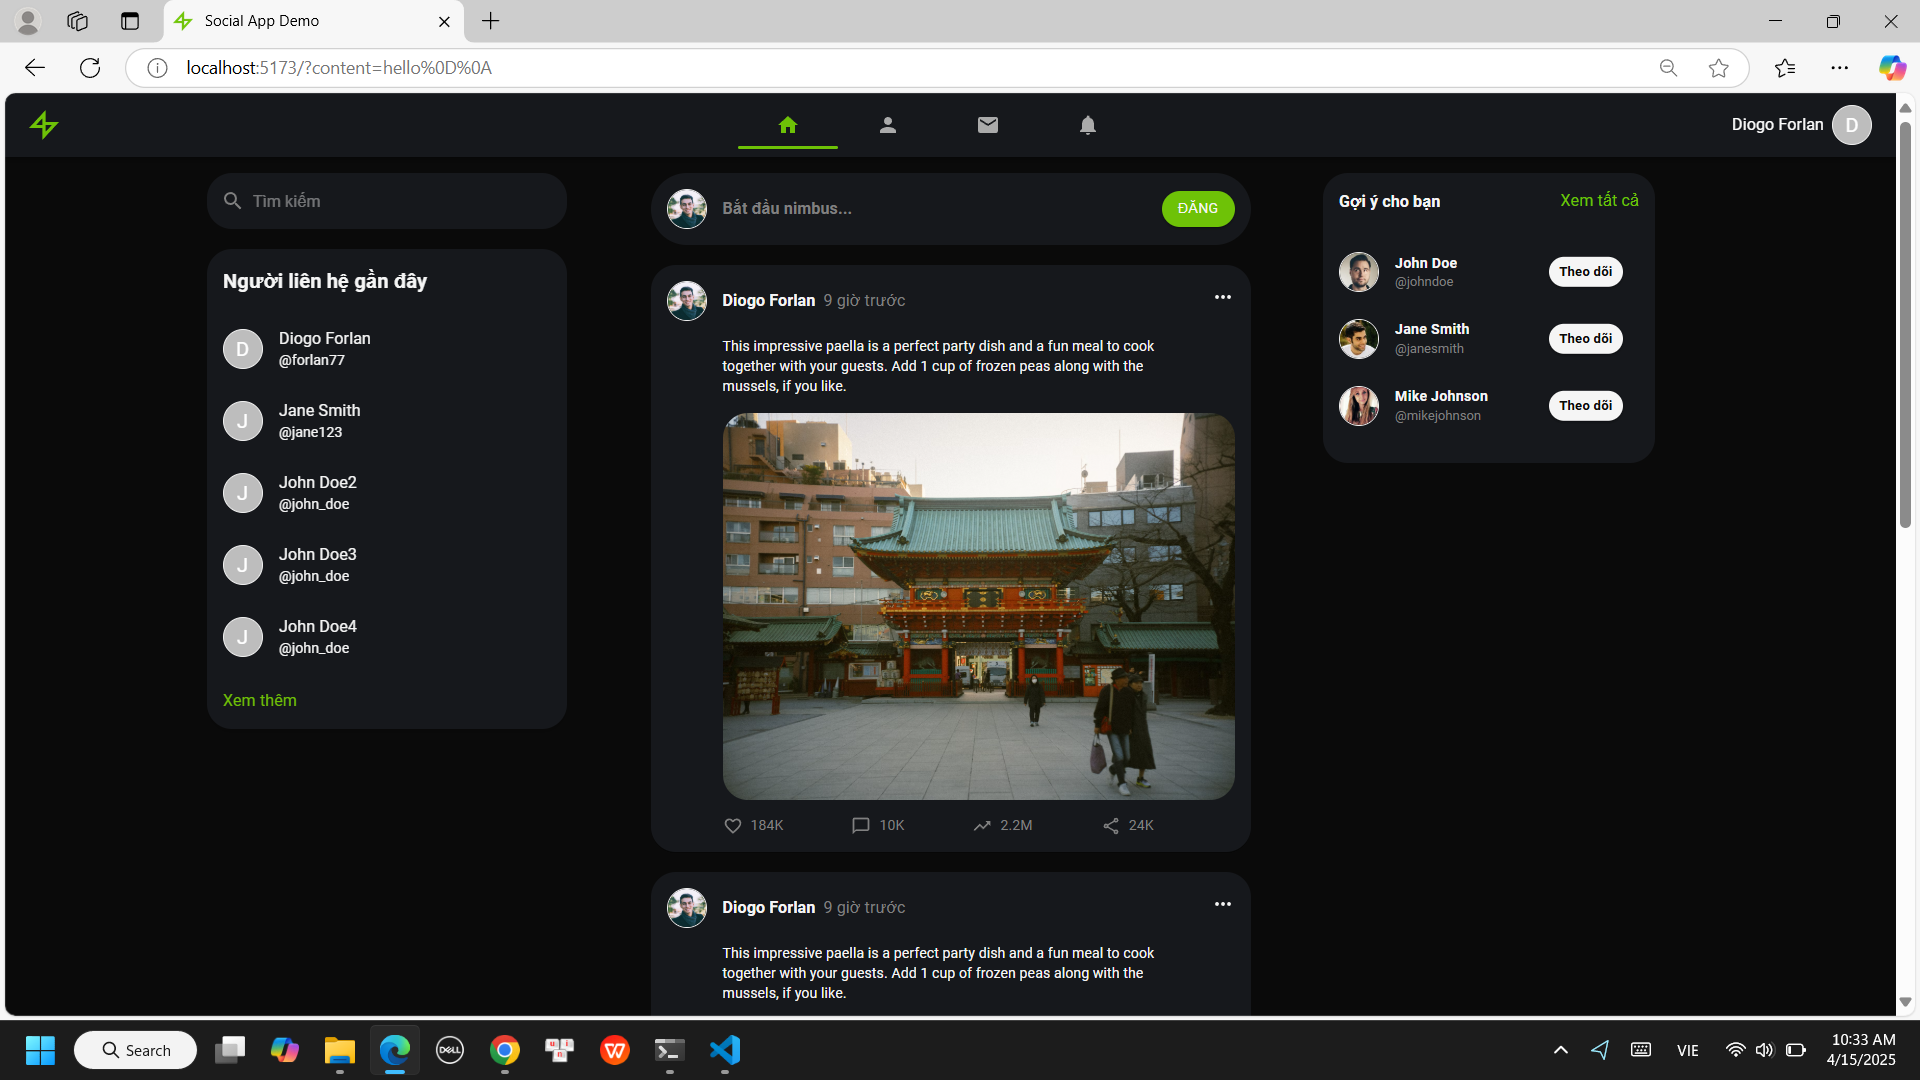 Social App Demo
localhost:5173/?content=hello%0D%0A
Diogo Forlan
D
Tìm kiếm
Người liên hệ gần đây
D
Diogo Forlan
@forlan77
J
Jane Smith
@jane123
J
John Doe2
@john_doe
J
John Doe3
@john_doe
J
John Doe4
@john_doe
Xem thêm
Bắt đầu nimbus...
ĐĂNG
Diogo Forlan 9 giờ trước
This impressive paella is a perfect party dish and a fun meal to cook
together with your guests. Add 1 cup of frozen peas along with the
mussels, if you like.
184K
10K
2.2M
24K
Diogo Forlan 9 giờ trước
This impressive paella is a perfect party dish and a fun meal to cook
together with your guests. Add 1 cup of frozen peas along with the
mussels, if you like.
Gợi ý cho bạn
Xem tất cả
John Doe
@johndoe
Theo dõi
Jane Smith
@janesmith
Theo dõi
Mike Johnson
@mikejohnson
Theo dõi
Search
DELL
W
VIE
10:33 AM
4/15/2025